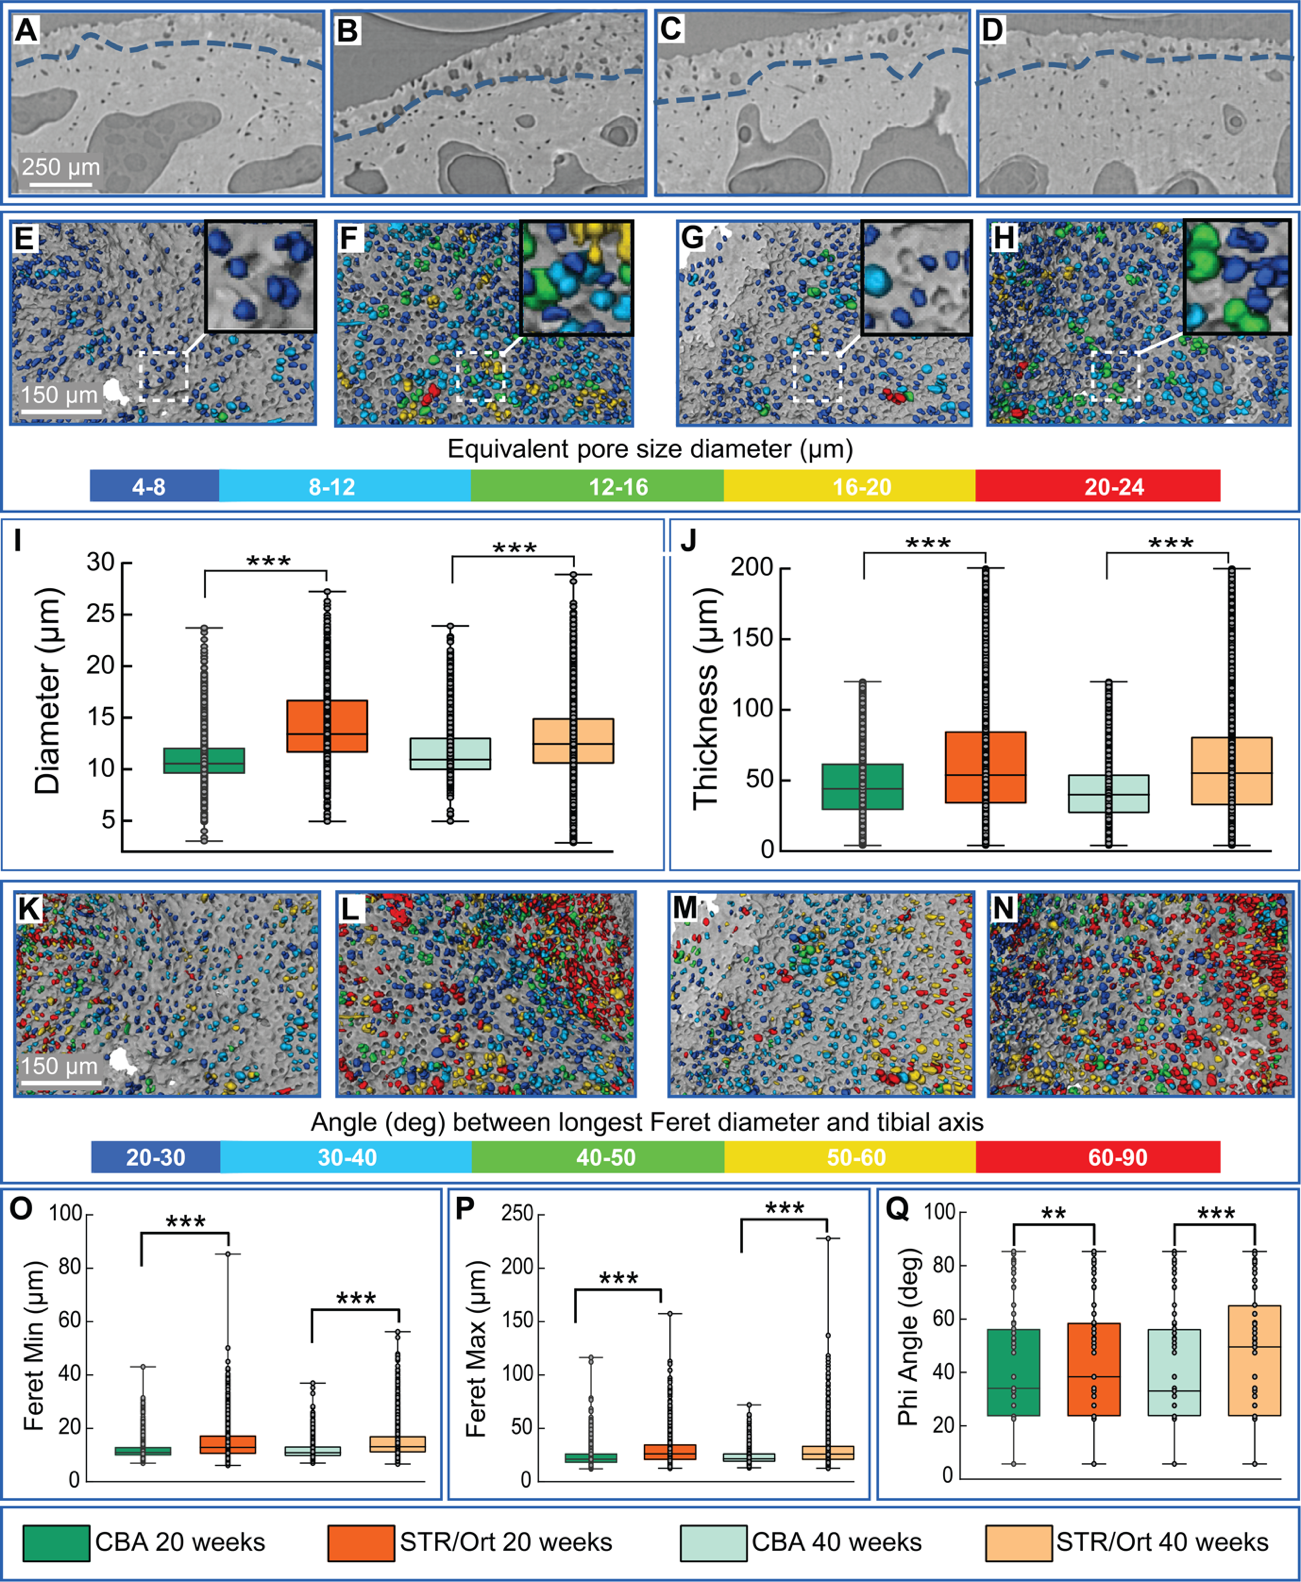 A
B
C
D
250 µm
E
F
G
H
150 µm
Equivalent pore size diameter (µm)
4-8 8-12 12-16 16-20 20-24
I
J
***
***
***
***
Diameter (µm)
30
25
20
15
10
5
Thickness (µm)
200
150
100
50
0
K
L
M
N
150 µm
Angle (deg) between longest Feret diameter and tibial axis
20-30 30-40 40-50 50-60 60-90
O
***
***
Feret Min (µm)
100
80
60
40
20
0
P
***
***
Feret Max (µm)
250
200
150
100
50
0
Q
**
***
Phi Angle (deg)
100
80
60
40
20
0
CBA 20 weeks STR/Ort 20 weeks CBA 40 weeks STR/Ort 40 weeks